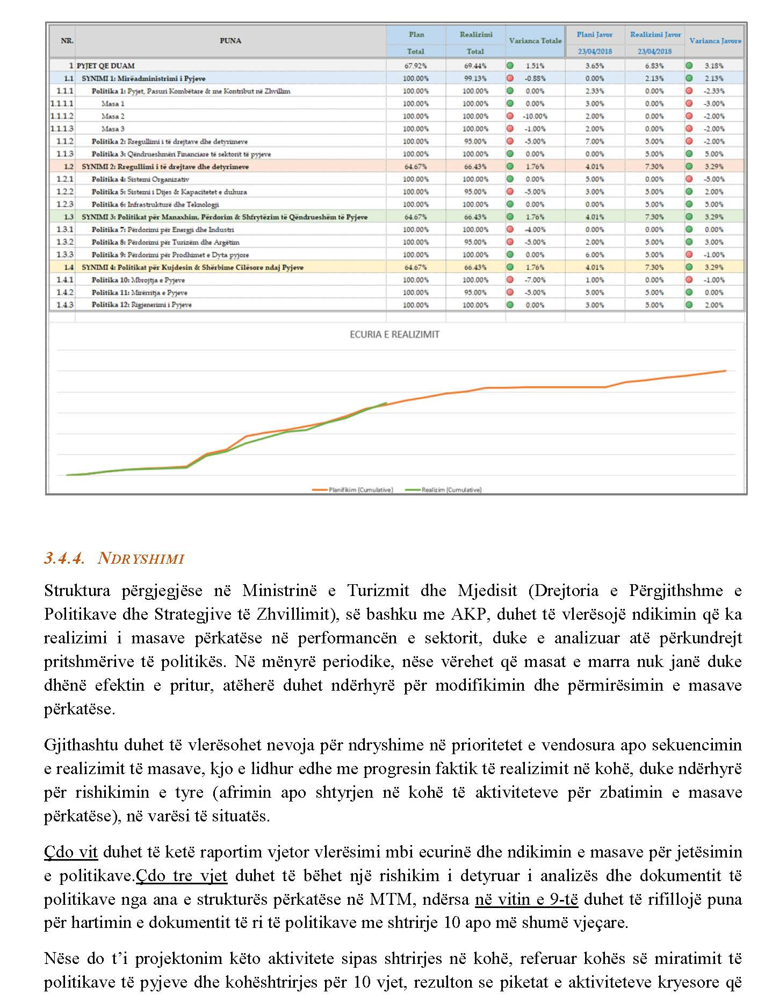 NR. PUNA Plan Realizimi Varianca Totale Plani Javor Realizimi Javor Varianca Javore
Total Total 23/04/2018 23/04/2018
1 PYJET QE DUAM 67.92% 69.44% 1.51% 3.65% 6.83% 3.18%
1.1 SYNIMI 1: Mirëadministrimi i Pyjeve 100.00% 99.13% -0.88% 0.00% 2.13% 2.13%
1.1.1 Politika 1: Pyjet, Pasuri Kombëtare & me Kontribut në Zhvillim 100.00% 100.00% 0.00% 2.33% 0.00% -2.33%
1.1.1.1 Masa 1 100.00% 100.00% 0.00% 3.00% 0.00% -3.00%
1.1.1.2 Masa 2 100.00% 100.00% -10.00% 2.00% 0.00% -2.00%
1.1.1.3 Masa 3 100.00% 100.00% -1.00% 2.00% 0.00% -2.00%
1.1.2 Politika 2: Rregullimi i të drejtave dhe detyrimeve 100.00% 95.00% -5.00% 7.00% 5.00% -2.00%
1.1.3 Politika 3: Qëndrueshmëri Financiare të sektorit të pyjeve 100.00% 100.00% 0.00% 0.00% 5.00% 5.00%
1.2 SYNIMI 2: Rregullimi i të drejtave dhe detyrimeve 64.67% 66.43% 1.76% 4.01% 7.30% 3.29%
1.2.1 Politika 4: Sistemi Organizativ 100.00% 100.00% 0.00% 5.00% 0.00% -5.00%
1.2.2 Politika 5: Sistemi i Dijes & Kapacitetet e duhura 100.00% 95.00% -5.00% 3.00% 5.00% 2.00%
1.2.3 Politika 6: Infrastrukturë dhe Teknologji 100.00% 100.00% 0.00% 0.00% 5.00% 5.00%
1.3 SYNIMI 3: Politikat për Manaxhim, Përdorim & Shfrytëzim të Qëndrueshëm të Pyjeve 64.67% 66.43% 1.76% 4.01% 7.30% 3.29%
1.3.1 Politika 7: Përdorimi për Energji dhe Industri 100.00% 100.00% -4.00% 0.00% 0.00% 0.00%
1.3.2 Politika 8: Përdorimi për Turizëm dhe Argëtim 100.00% 95.00% -5.00% 2.00% 5.00% 3.00%
1.3.3 Politika 9: Përdorimi për Prodhimet e Dyta pyjore 100.00% 100.00% 0.00% 6.00% 5.00% -1.00%
1.4 SYNIMI 4: Politikat për Kujdesin & Shërbime Cilësore ndaj Pyjeve 64.67% 66.43% 1.76% 4.01% 7.30% 3.29%
1.4.1 Politika 10: Mbrojtja e Pyjeve 100.00% 100.00% -7.00% 1.00% 0.00% -1.00%
1.4.2 Politika 11: Mirërritja e Pyjeve 100.00% 95.00% -5.00% 5.00% 5.00% 0.00%
1.4.3 Politika 12: Rigjenerimi i Pyjeve 100.00% 100.00% 0.00% 3.00% 5.00% 2.00%
ECURIA E REALIZIMIT
Planifikim (Cumulative) Realizim (Cumulative)
3.4.4. NDRYSHIMI
Struktura përgjegjëse në Ministrinë e Turizmit dhe Mjedisit (Drejtoria e Përgjithshme e
Politikave dhe Strategjive të Zhvillimit), së bashku me AKP, duhet të vlerësojë ndikimin që ka
realizimi i masave përkatëse në performancën e sektorit, duke e analizuar atë përkundrejt
pritshmërive të politikës. Në mënyrë periodike, nëse vërehet që masat e marra nuk janë duke
dhënë efektin e pritur, atëherë duhet ndërhyrë për modifikimin dhe përmirësimin e masave
përkatëse.
Gjithashtu duhet të vlerësohet nevoja për ndryshime në prioritetet e vendosura apo sekuencimin
e realizimit të masave, kjo e lidhur edhe me progresin faktik të realizimit në kohë, duke ndërhyrë
për rishikimin e tyre (afrimin apo shtyrjen në kohë të aktiviteteve për zbatimin e masave
përkatëse), në varësi të situatës.
Çdo vit duhet të ketë raportim vjetor vlerësimi mbi ecurinë dhe ndikimin e masave për jetësimin
e politikave.Çdo tre vjet duhet të bëhet një rishikim i detyruar i analizës dhe dokumentit të
politikave nga ana e strukturës përkatëse në MTM, ndërsa në vitin e 9-të duhet të rifillojë puna
për hartimin e dokumentit të ri të politikave me shtrirje 10 apo më shumë vjeçare.
Nëse do t’i projektonim këto aktivitete sipas shtrirjes në kohë, referuar kohës së miratimit të
politikave të pyjeve dhe kohështrirjes për 10 vjet, rezulton se piketat e aktiviteteve kryesore që